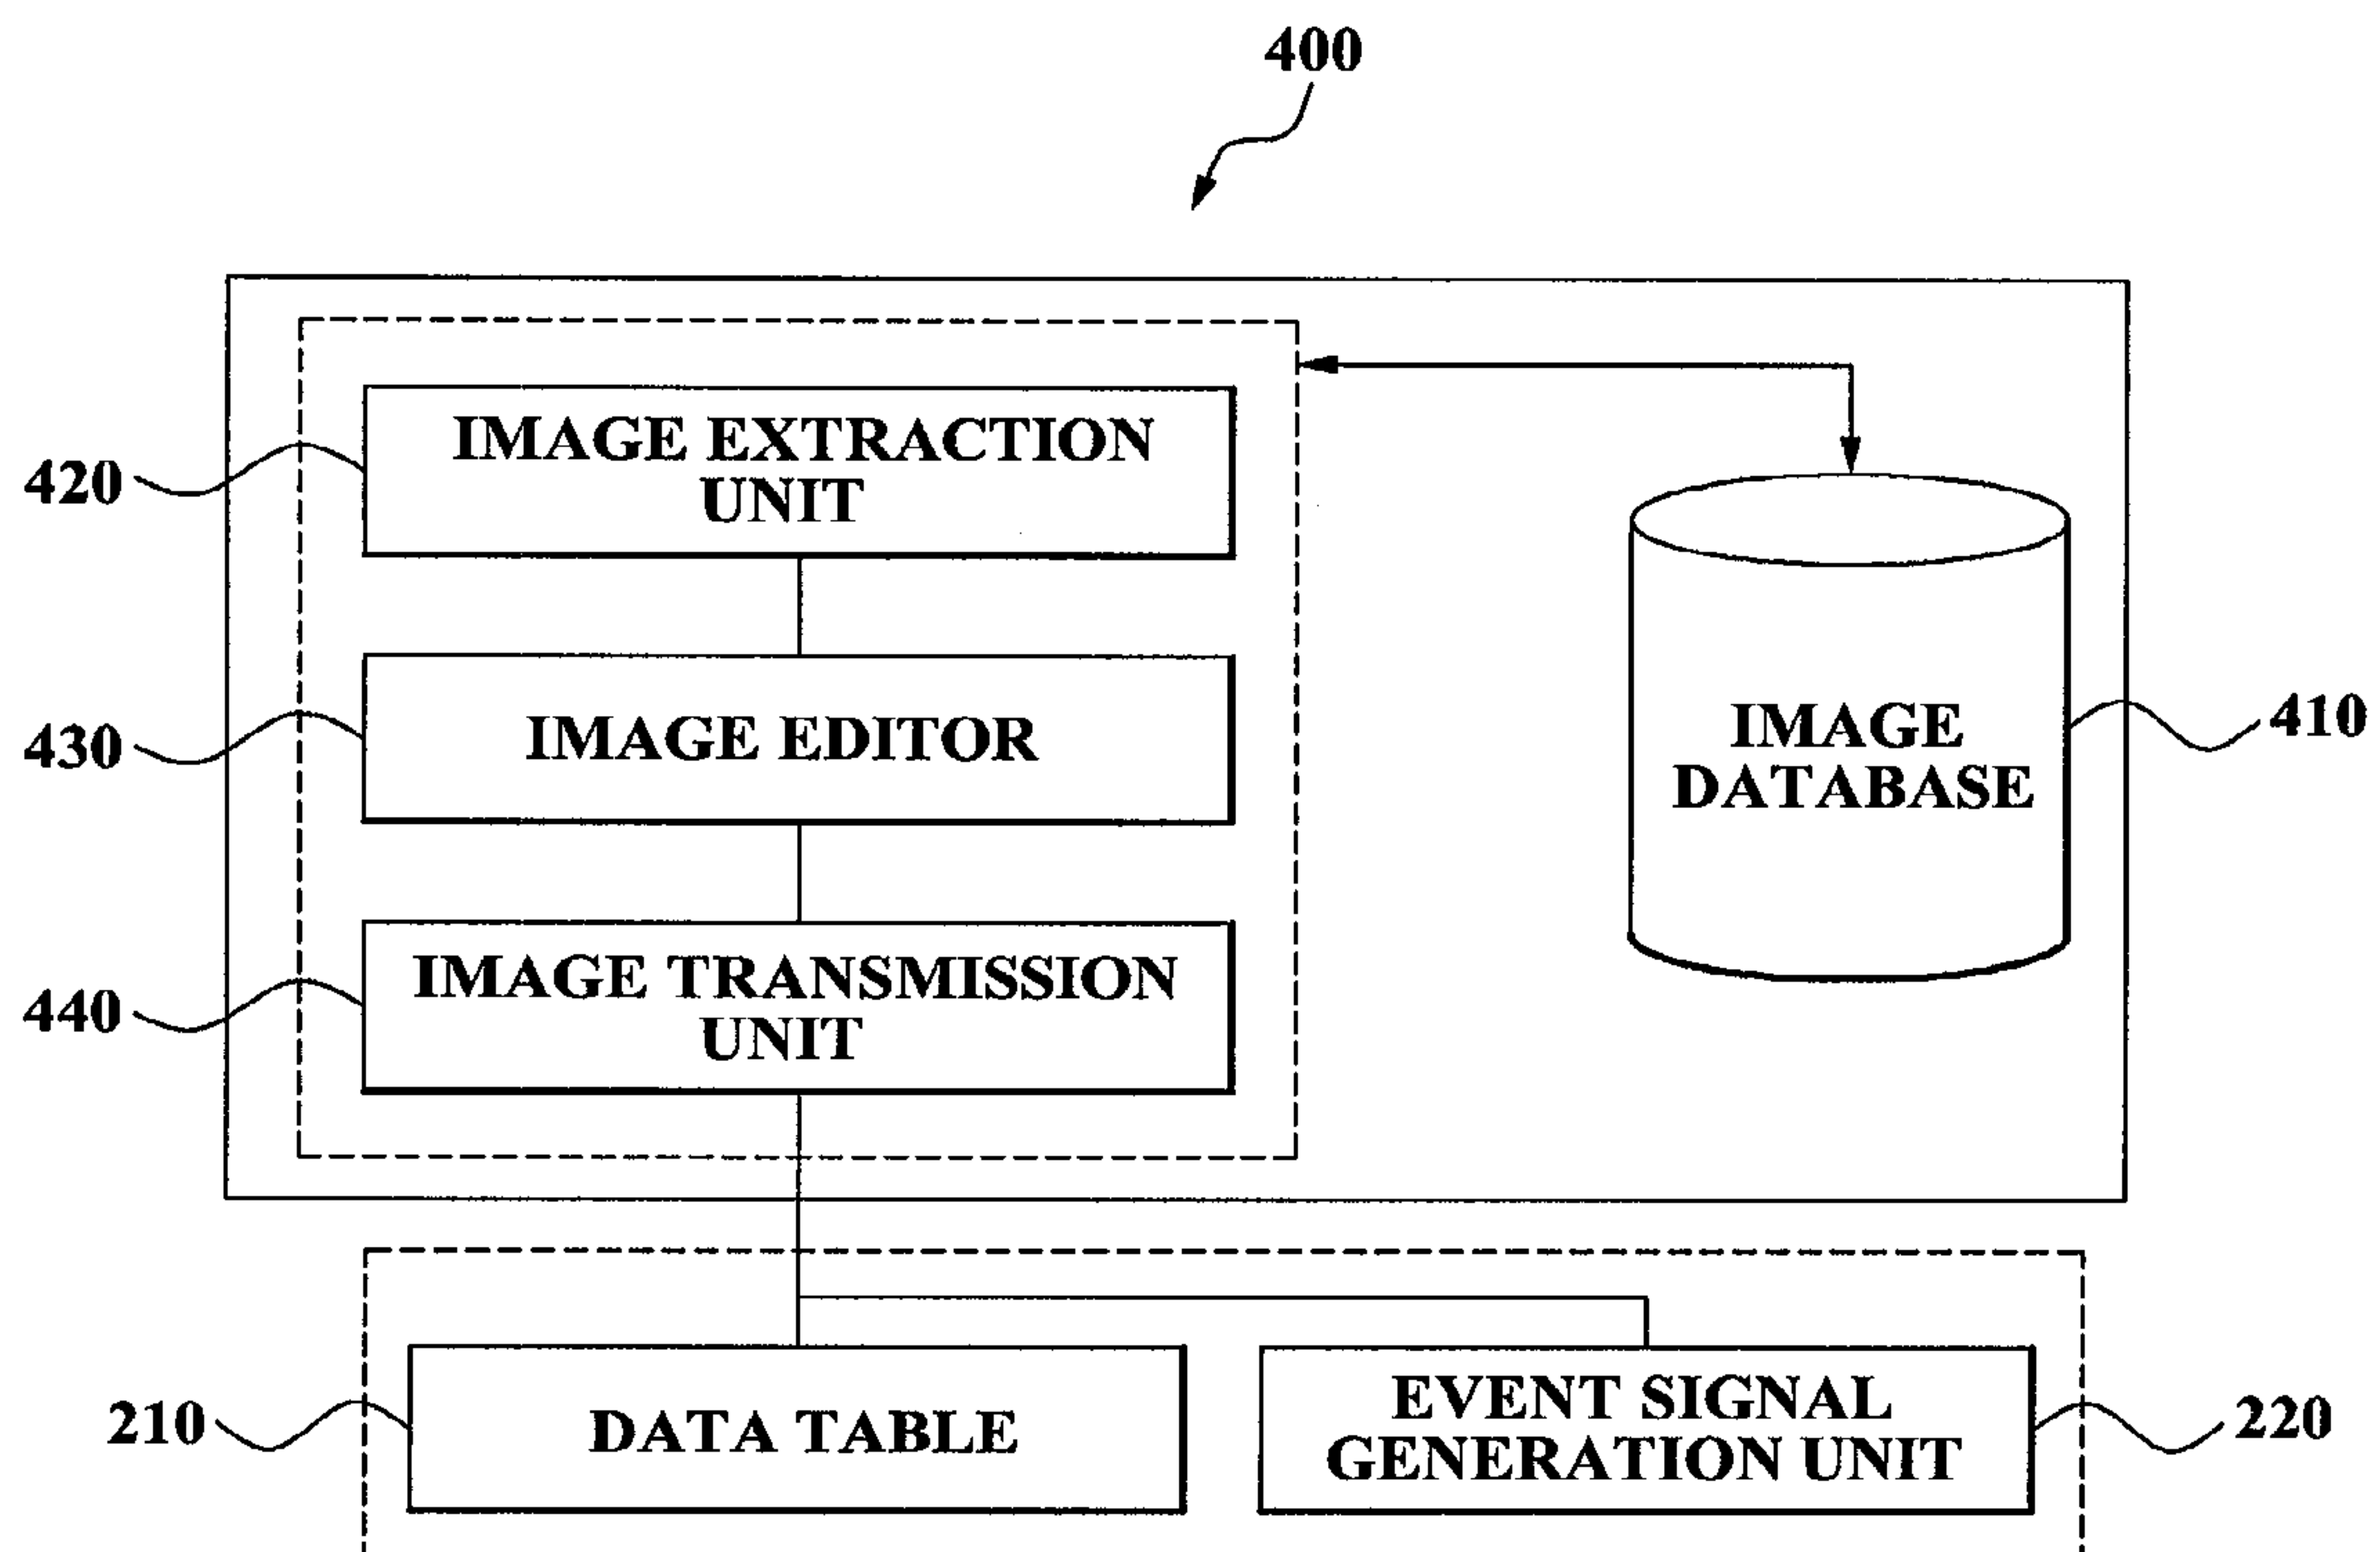 400
IMAGE EXTRACTION
UNIT
420
IMAGE EDITOR
430
IMAGE
DATABASE
410
IMAGE TRANSMISSION
UNIT
440
DATA TABLE
210
EVENT SIGNAL
GENERATION UNIT
220